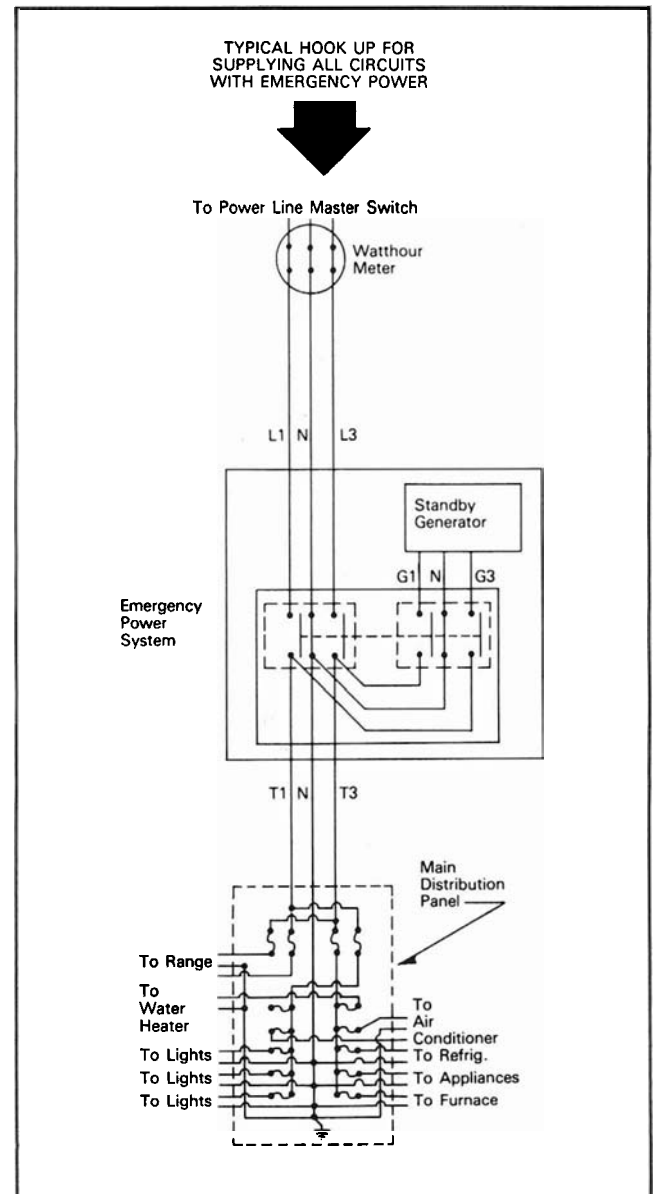 TYPICAL HOOK UP FOR
SUPPLYING ALL CIRCUITS
WITH EMERGENCY POWER
To Power Line Master Switch
Watthour
Meter
L1 N L3
Standby
Generator
G1 N G3
Emergency
Power
System
T1 N T3
Main
Distribution
Panel
To Range
To
Water
Heater
To Lights
To Lights
To Lights
To
Air
Conditioner
To Refrig.
To Appliances
To Furnace